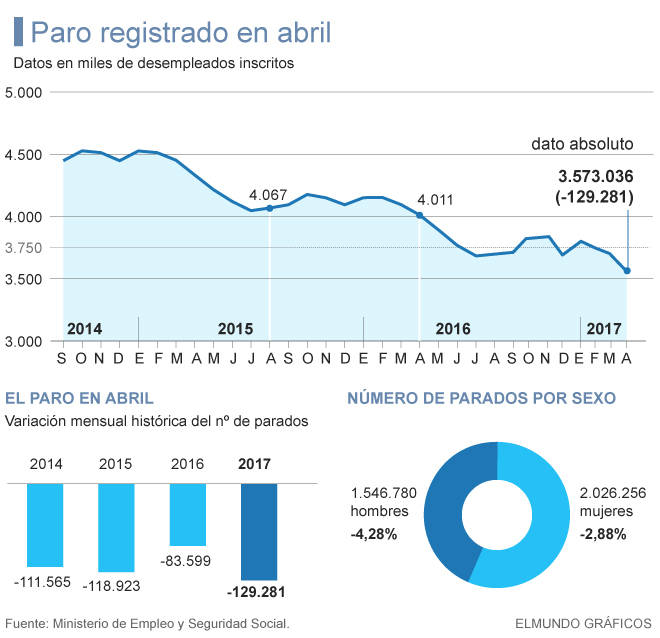 Paro registrado en abril
Datos en miles de desempleados inscritos
5.000
4.500
4.000
3.750
3.500
3.000
dato absoluto
3.573.036
(-129.281)
4.067
4.011
2014 2015 2016 2017
S O N D E F M A M J J A S O N D E F M A M J J A S O N D E F M A
EL PARO EN ABRIL
Variación mensual histórica del nº de parados
2014 2015 2016 2017
-111.565
-118.923
-83.599
-129.281
NÚMERO DE PARADOS POR SEXO
1.546.780
hombres
-4,28%
2.026.256
mujeres
-2,88%
Fuente: Ministerio de Empleo y Seguridad Social.
ELMUNDO GRÁFICOS